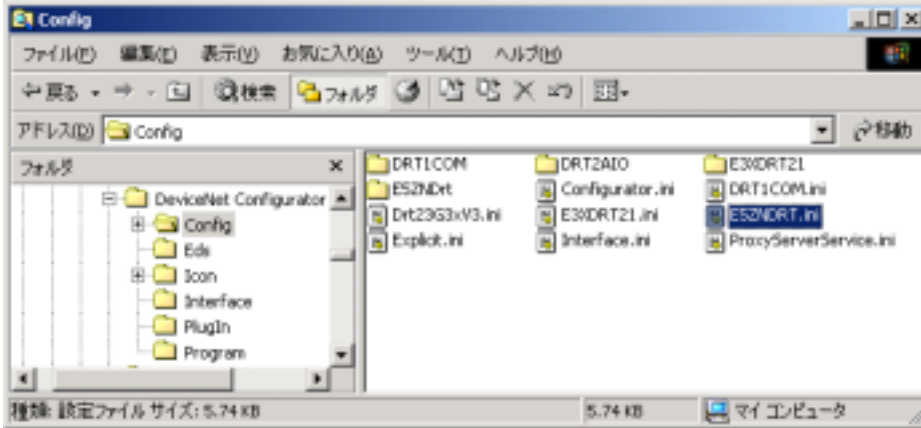 Config
ファイル(F) 編集(E) 表示(V) お気に入り(A) ツール(T) ヘルプ(H)
戻る 検索 フォルダ
アドレス(D) Config 移動
フォルダ
DeviceNet Configurator
Config
Eds
Icon
Interface
PlugIn
Program
DRT1COM DRT2AIO E3XDRT21
E5ZNDrt Configurator.ini DRT1COM.ini
Drt23G3xV3.ini E3XDRT21.ini E5ZNDRT.ini
Explicit.ini Interface.ini ProxyServerService.ini
種類: 設定ファイル サイズ: 5.74 KB 5.74 KB マイ コンピュータ